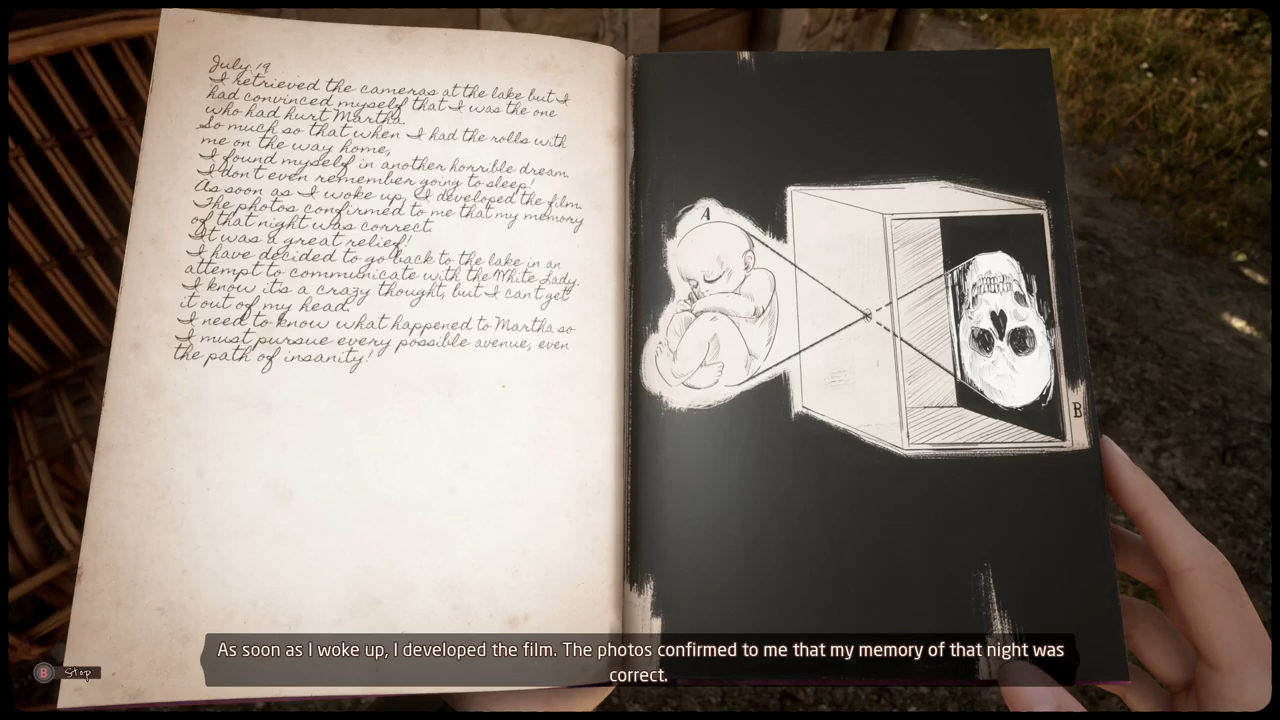 July 19
I retrieved the cameras at the lake but I
had convinced myself that I was the one
who had hurt Martha.
So much so that when I had the rolls with
me on the way home,
I found myself in another horrible dream.
I don't even remember going to sleep!
As soon as I woke up, I developed the film.
The photos confirmed to me that my memory
of that night was correct.
It was a great relief!
I have decided to go back to the lake in an
attempt to communicate with the White Lady.
I know it's a crazy thought, but I can't get
it out of my head.
I need to know what happened to Martha so
I must pursue every possible avenue, even
the path of insanity!
A
B
As soon as I woke up, I developed the film. The photos confirmed to me that my memory of that night was
correct.
B Stop